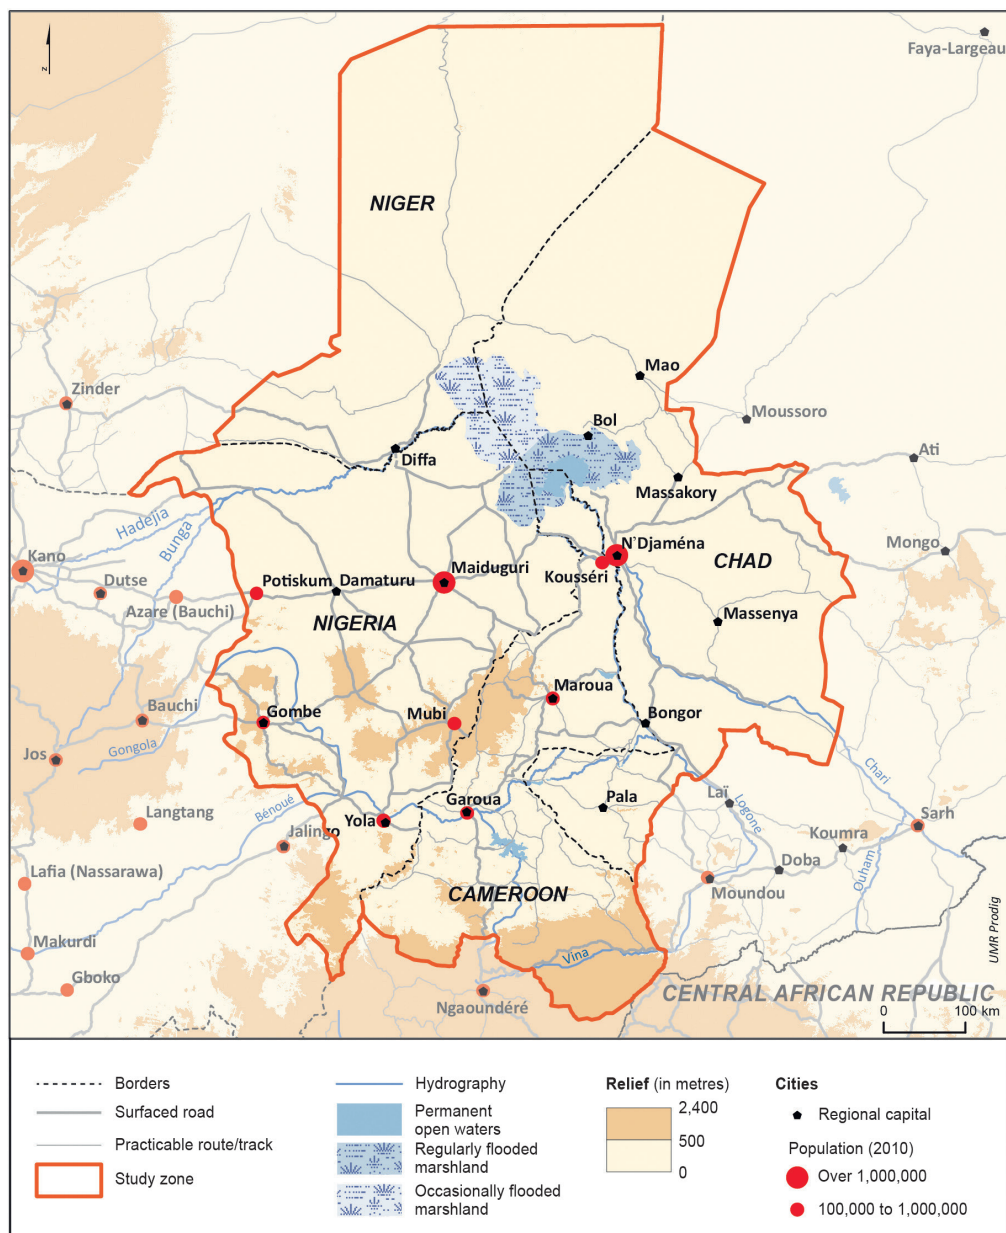 z
Faya-Largeau
NIGER
Mao
Zinder
Moussoro
Bol
Ati
Diffa
Massakory
Hadejia
Bunga
N'Djaména
Mongo
Kano
Maiduguri
CHAD
Kousséri
Dutse
Potiskum
Damaturu
Azare (Bauchi)
Massenya
NIGERIA
Maroua
Bauchi
Gombe
Mubi
Bongor
Jos
Gongola
Chari
Bénoué
Garoua
Pala
Laï
Logone
Langtang
Yola
Sarh
Jalingo
Koumra
Doba
Ouham
Lafia (Nassarawa)
CAMEROON
Moundou
Makurdi
Vina
UMR Prodig
Gboko
CENTRAL AFRICAN REPUBLIC
Ngaoundéré
0 100 km
Borders
Surfaced road
Practicable route/track
Study zone
Hydrography
Permanent
open waters
Regularly flooded
marshland
Occasionally flooded
marshland
Relief (in metres)
2,400
500
0
Cities
Regional capital
Population (2010)
Over 1,000,000
100,000 to 1,000,000